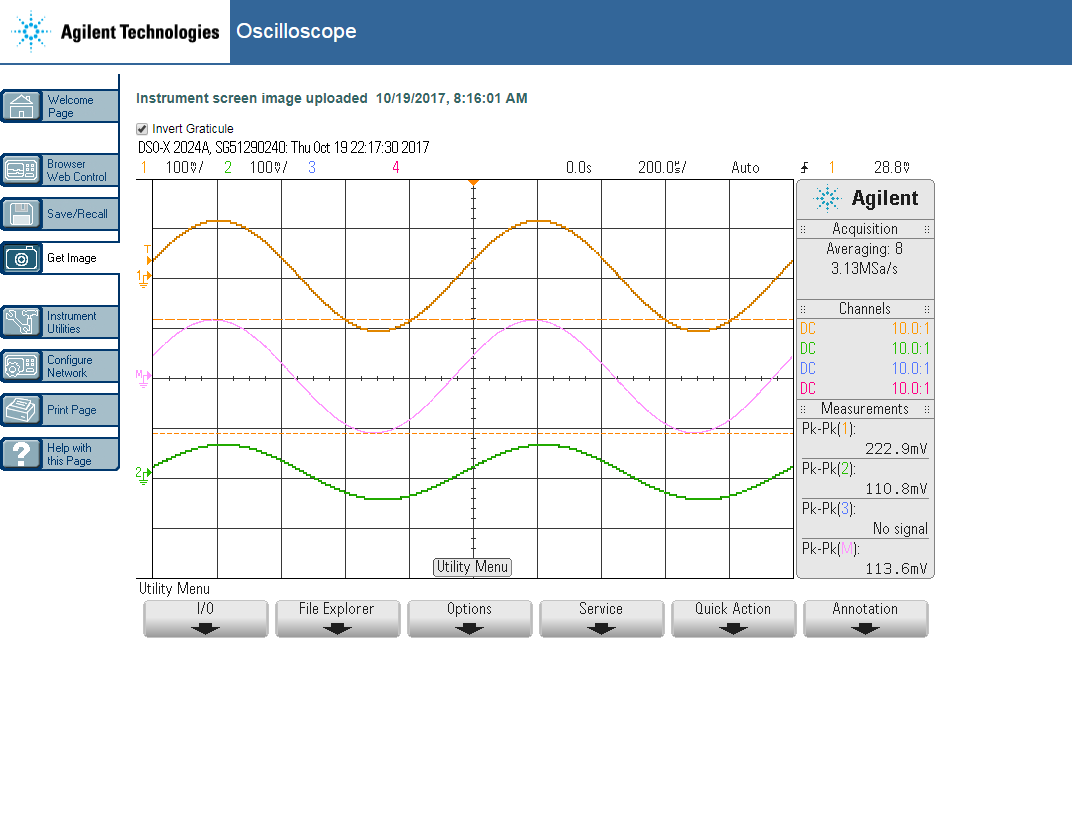 Agilent Technologies
Oscilloscope
Instrument screen image uploaded 10/19/2017, 8:16:01 AM
Invert Graticule
DSO-X 2024A, SG51290240: Thu Oct 19 22:17:30 2017
1 100mV/ 2 100mV/ 3 4 0.0s 200.0us/ Auto 1 28.8mV
Welcome
Page
Browser
Web Control
Save/Recall
Get Image
Instrument
Utilities
Configure
Network
Print Page
Help with
this Page
T
1
M
2
Agilent
Acquisition
Averaging: 8
3.13MSa/s
Channels
DC 10.0:1
DC 10.0:1
DC 10.0:1
DC 10.0:1
Measurements
Pk-Pk(1):
222.9mV
Pk-Pk(2):
110.8mV
Pk-Pk(3):
No signal
Pk-Pk(M):
113.6mV
Utility Menu
Utility Menu
I/O
File Explorer
Options
Service
Quick Action
Annotation